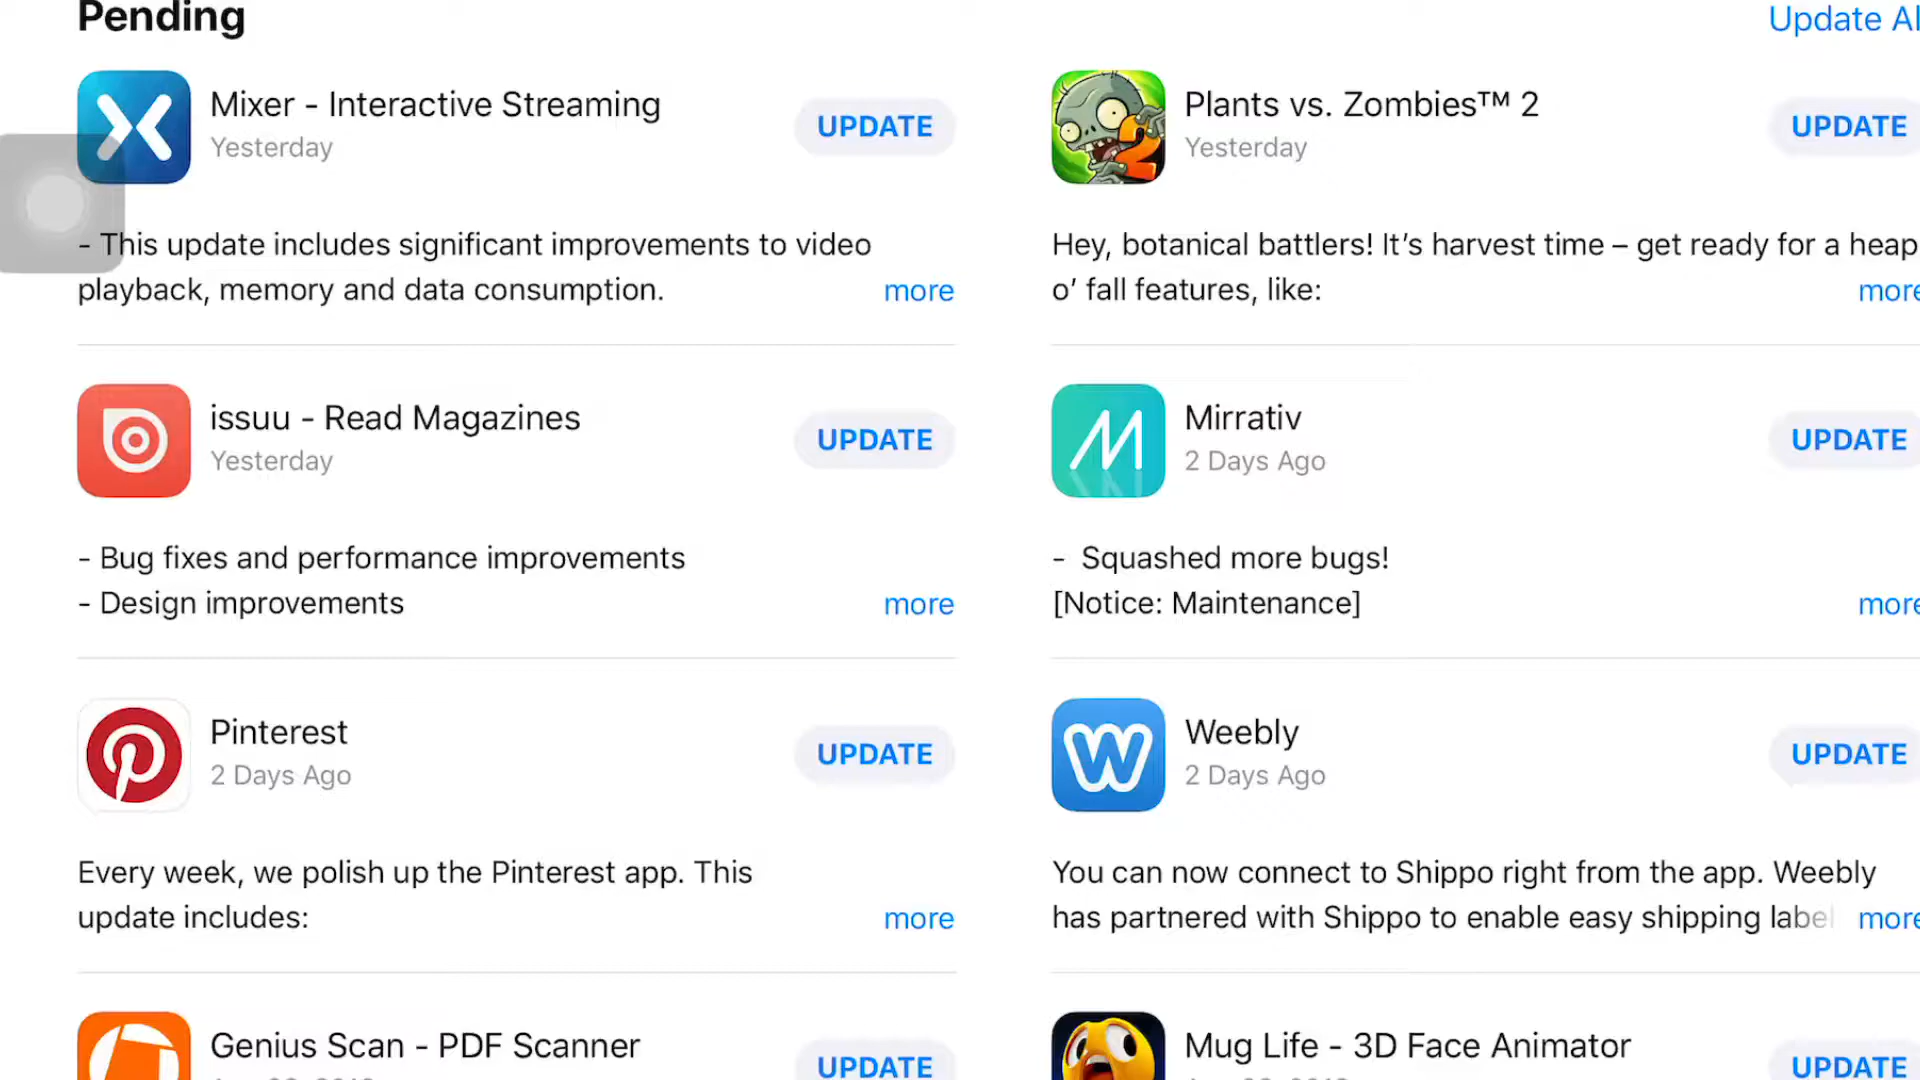 Pending
Update Al
Mixer - Interactive Streaming
Yesterday
UPDATE
- This update includes significant improvements to video
playback, memory and data consumption.
more
Plants vs. Zombies™ 2
Yesterday
UPDATE
2
Hey, botanical battlers! It's harvest time – get ready for a heap
o' fall features, like:
more
issuu - Read Magazines
Yesterday
UPDATE
- Bug fixes and performance improvements
- Design improvements
more
Mirrativ
2 Days Ago
UPDATE
- Squashed more bugs!
[Notice: Maintenance]
more
Pinterest
2 Days Ago
UPDATE
Every week, we polish up the Pinterest app. This
update includes:
more
Weebly
2 Days Ago
UPDATE
You can now connect to Shippo right from the app. Weebly
has partnered with Shippo to enable easy shipping label
more
Genius Scan - PDF Scanner
UPDATE
Mug Life - 3D Face Animator
UPDATE